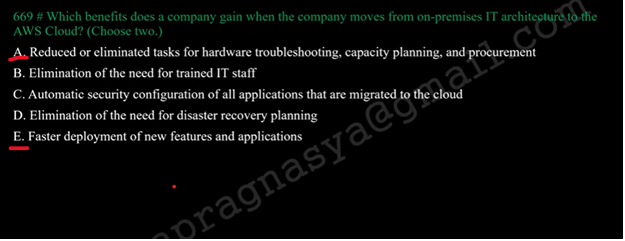 669 # Which benefits does a company gain when the company moves from on-premises IT architecture to the
AWS Cloud? (Choose two.)
A. Reduced or eliminated tasks for hardware troubleshooting, capacity planning, and procurement
B. Elimination of the need for trained IT staff
C. Automatic security configuration of all applications that are migrated to the cloud
D. Elimination of the need for disaster recovery planning
E. Faster deployment of new features and applications
apragnasya@gmail.com